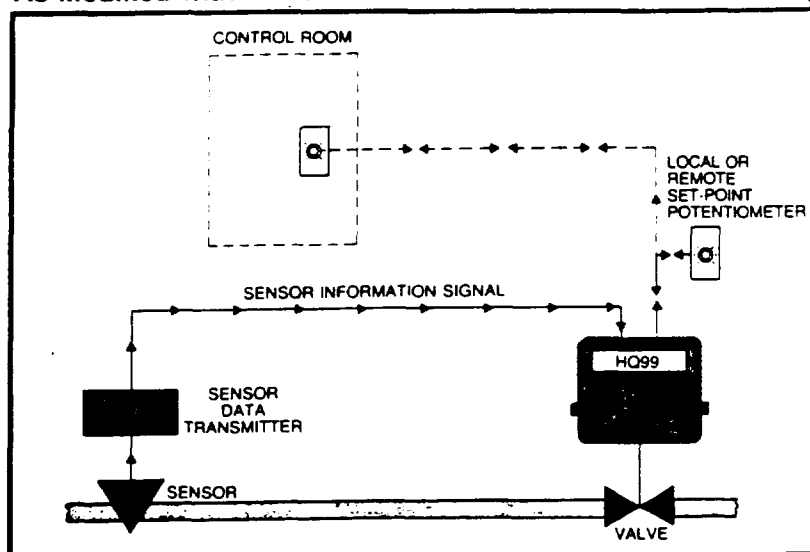 CONTROL ROOM
LOCAL OR
REMOTE
SET-POINT
POTENTIOMETER
SENSOR INFORMATION SIGNAL
HQ99
SENSOR
DATA
TRANSMITTER
SENSOR
VALVE